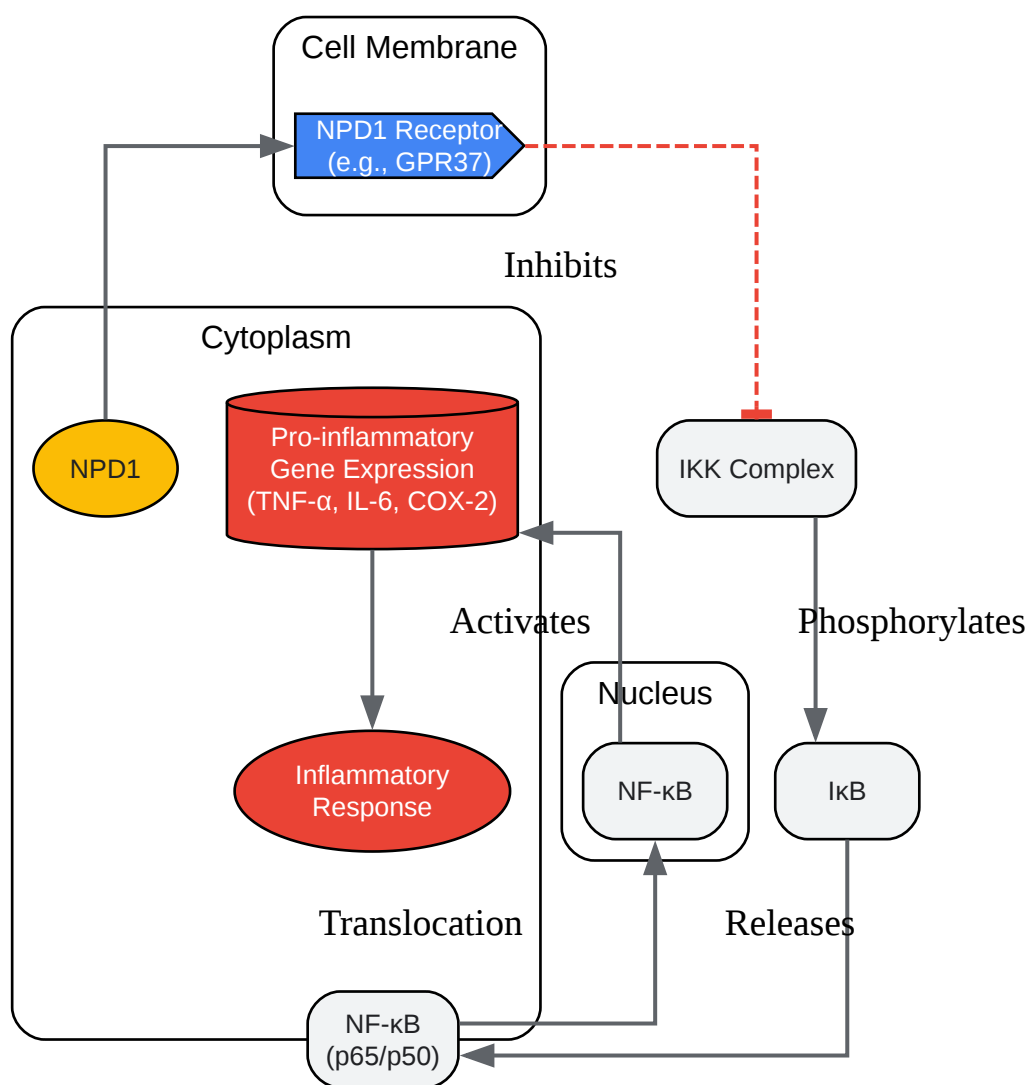 Cell Membrane
NPD1 Receptor
(e.g., GPR37)
Inhibits
Cytoplasm
Pro-inflammatory
Gene Expression
(TNF-α, IL-6, COX-2)
NPD1
IKK Complex
Activates
Phosphorylates
Nucleus
Inflammatory
Response
NF-κB
IκB
Translocation
Releases
NF-κB
(p65/p50)